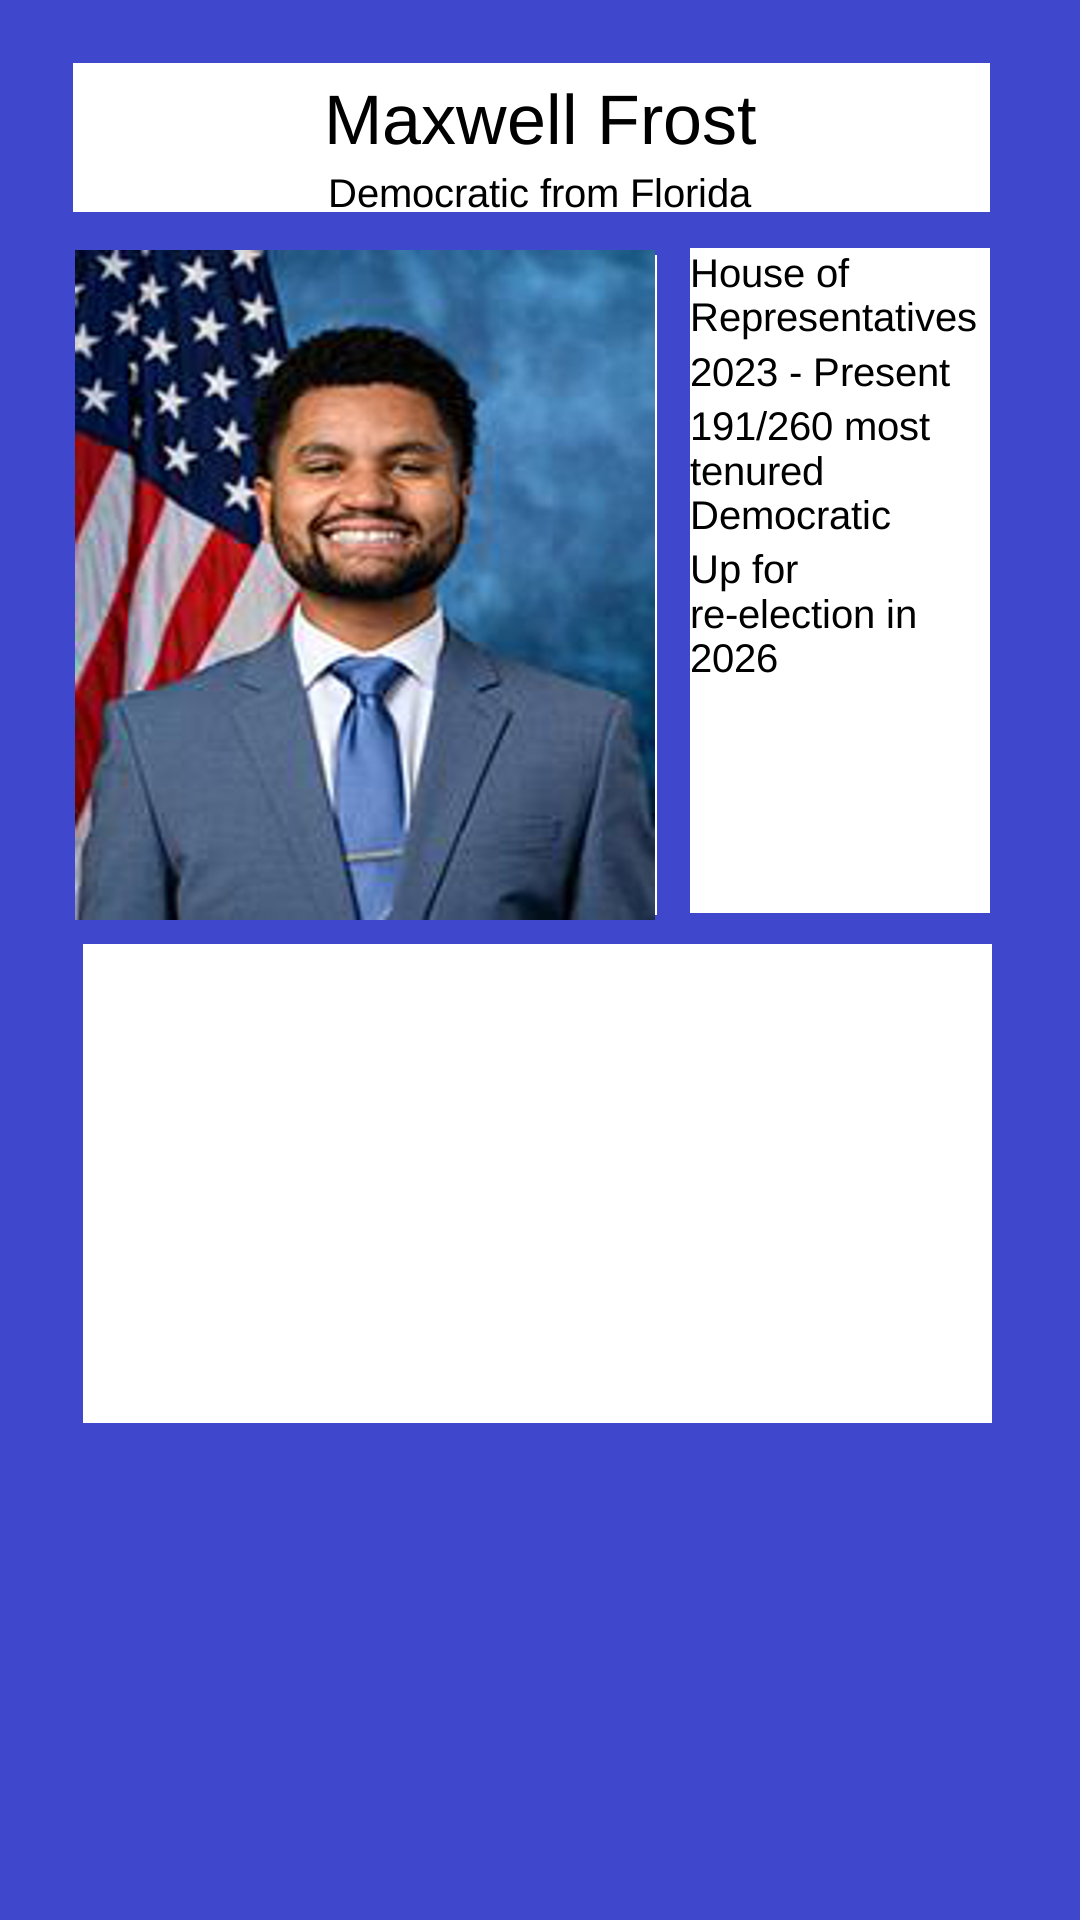 Maxwell Frost
Democratic from Florida
House of
Representatives
2023 - Present
191/260 most
tenured
Democratic
Up for
re-election in
2026